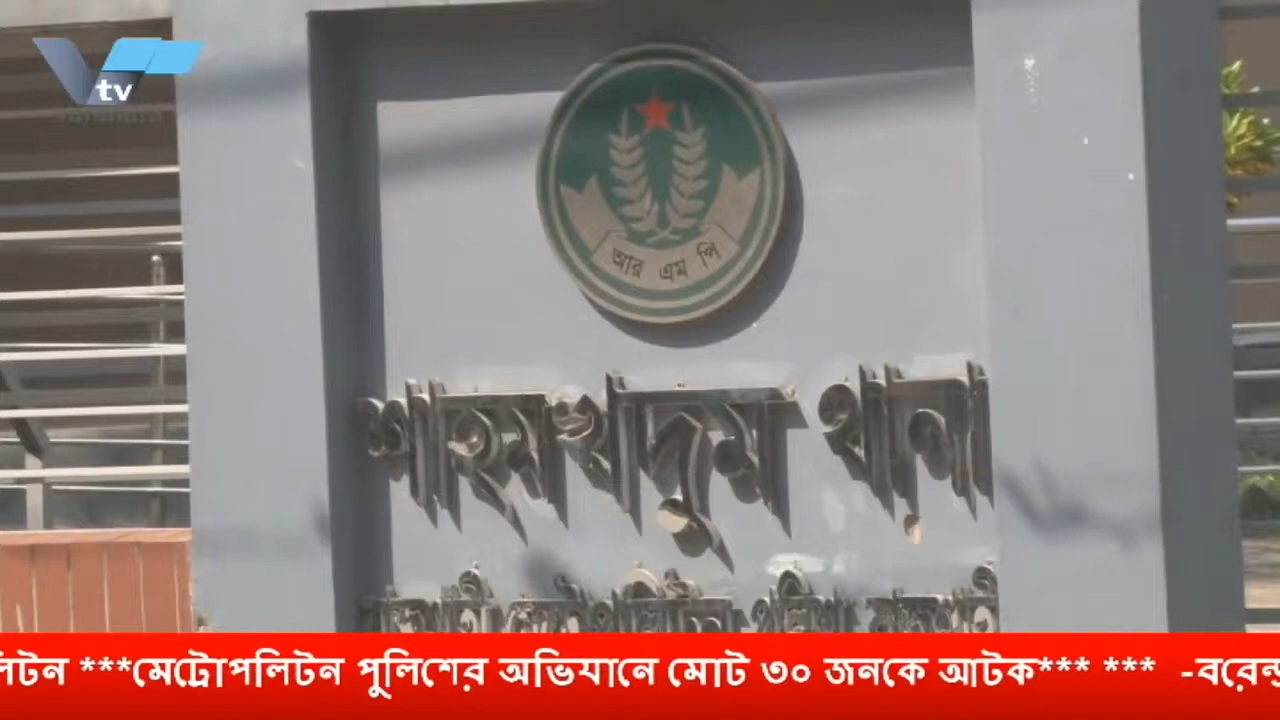 tv
আর এম পি
শাহমখদুম থানা
লিটন ***মেট্রোপলিটন পুলিশের অভিযানে মোট ৩০ জনকে আটক*** *** -বরেন্দ্র